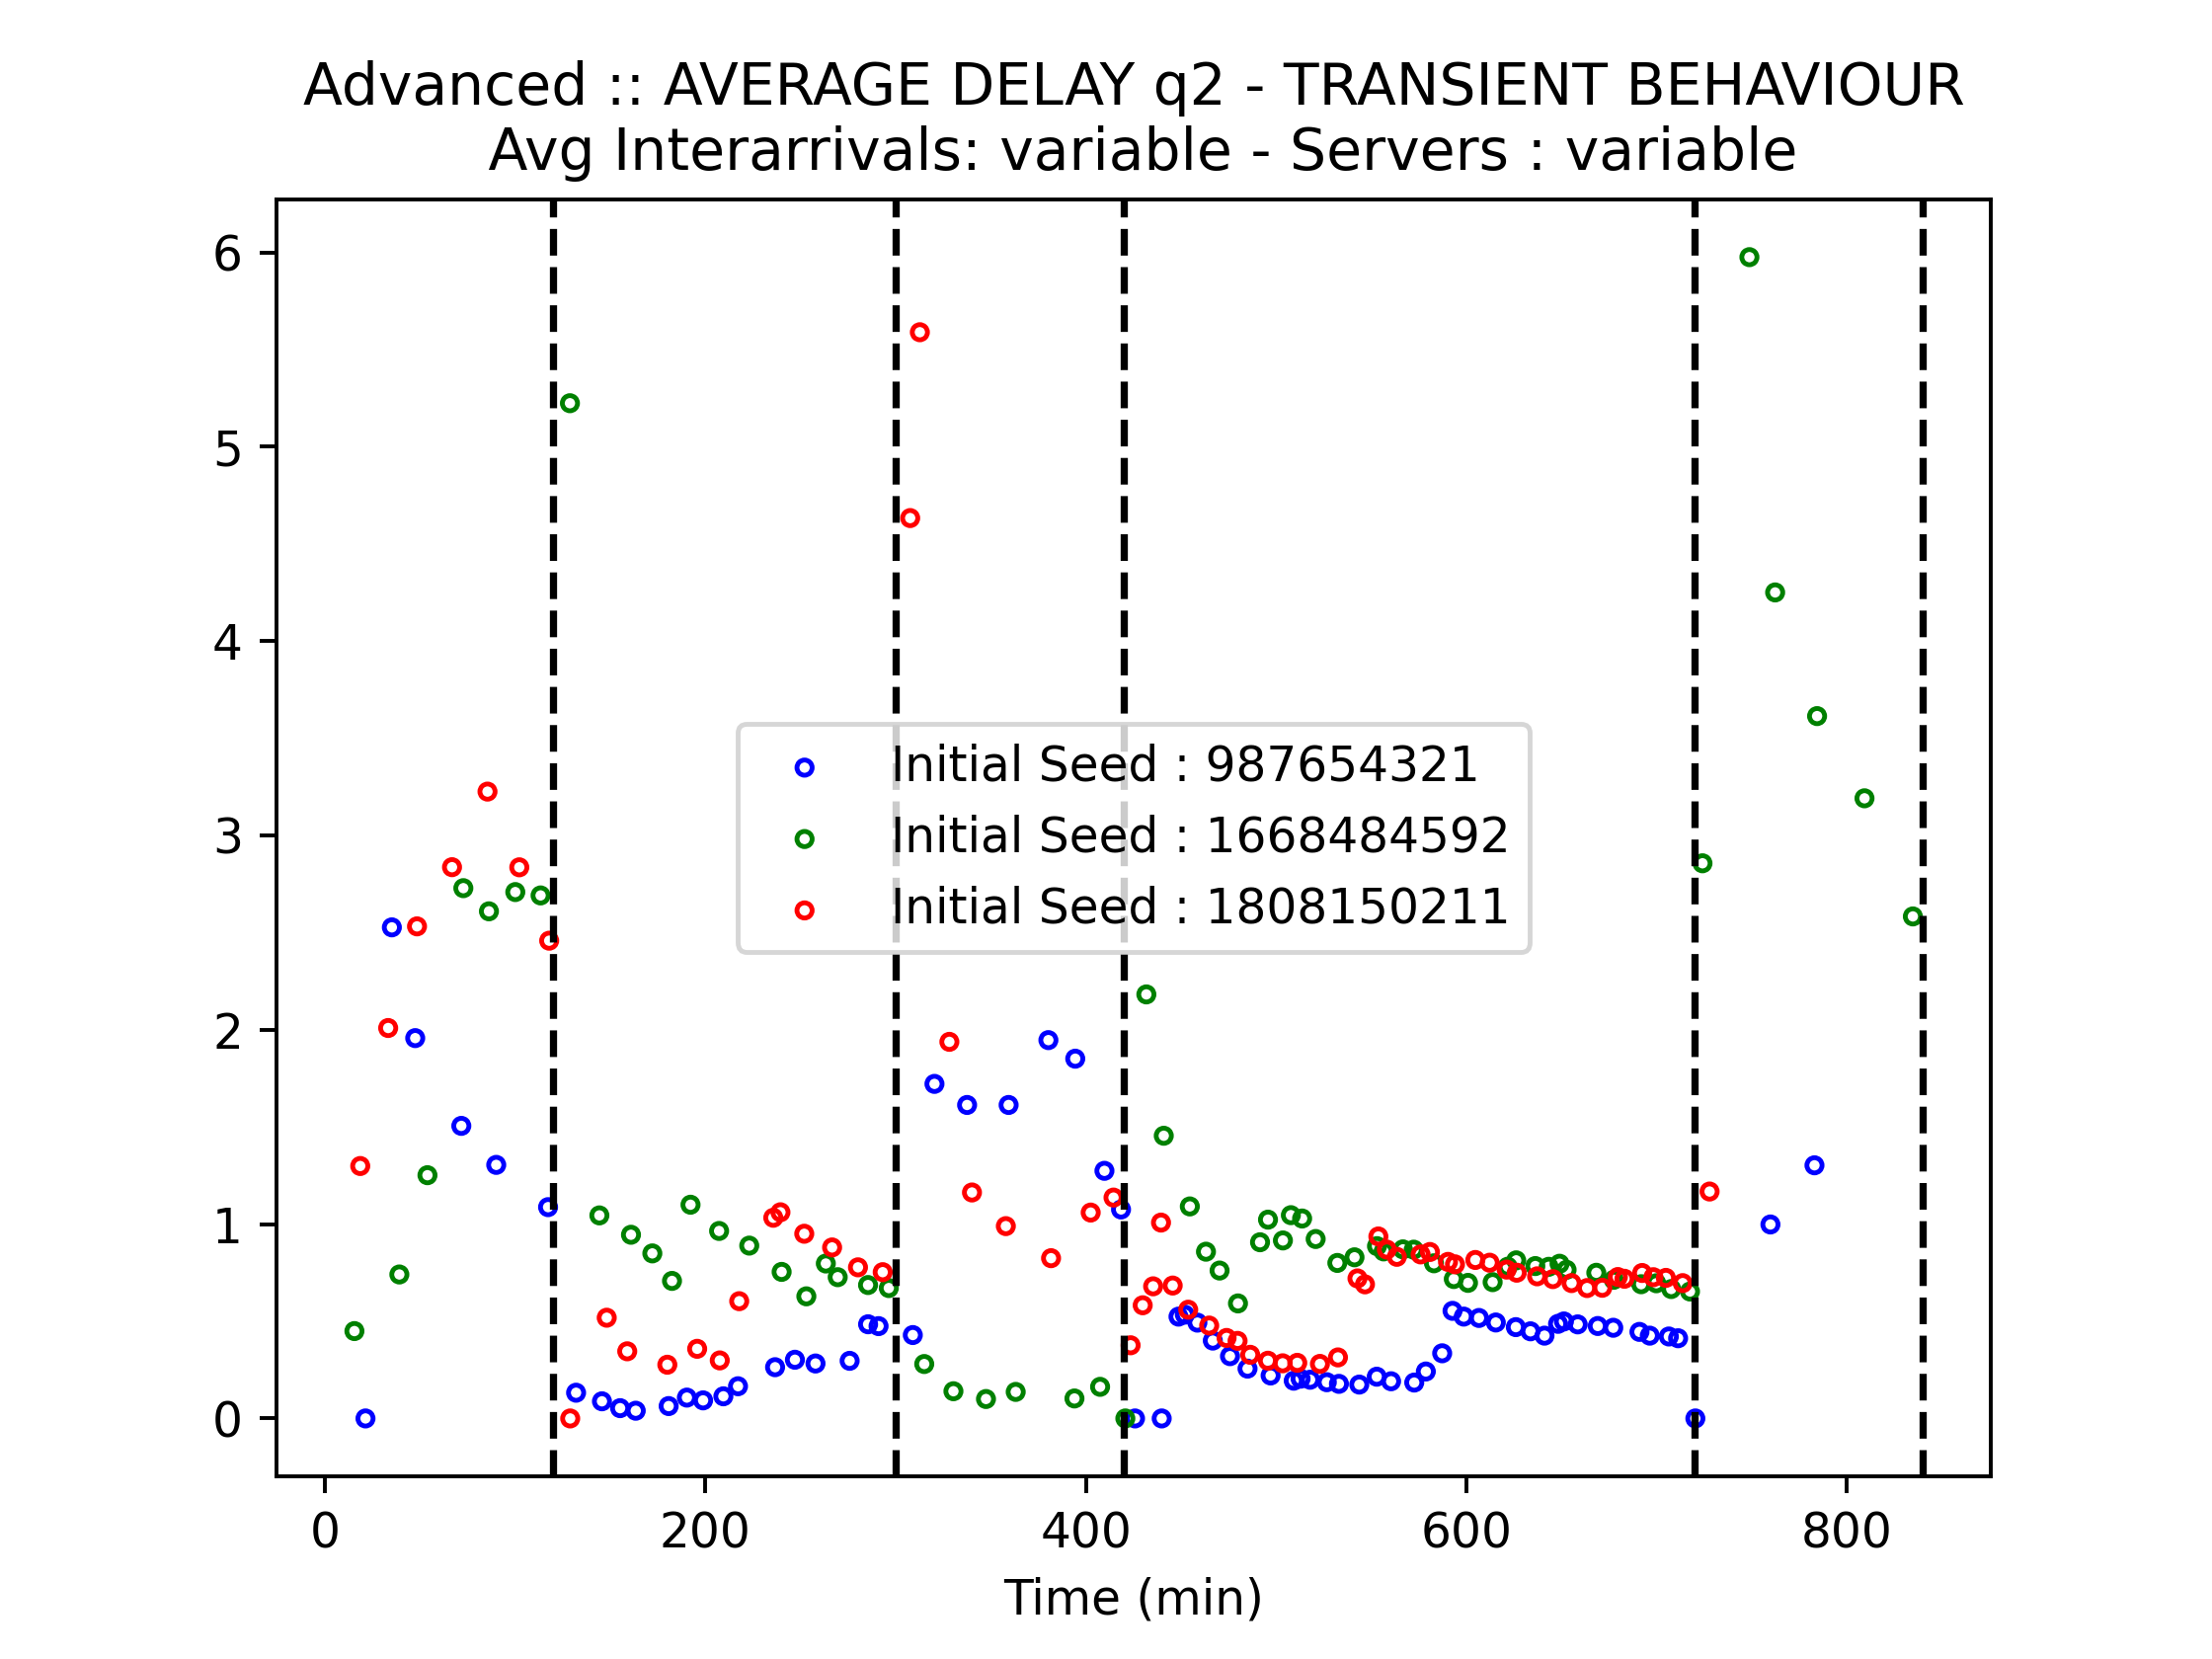 Advanced :: AVERAGE DELAY q2 - TRANSIENT BEHAVIOUR
Avg Interarrivals: variable - Servers : variable
6
5
4
3
2
1
0
Initial Seed : 987654321
Initial Seed : 1668484592
Initial Seed : 1808150211
0 200 400 600 800
Time (min)